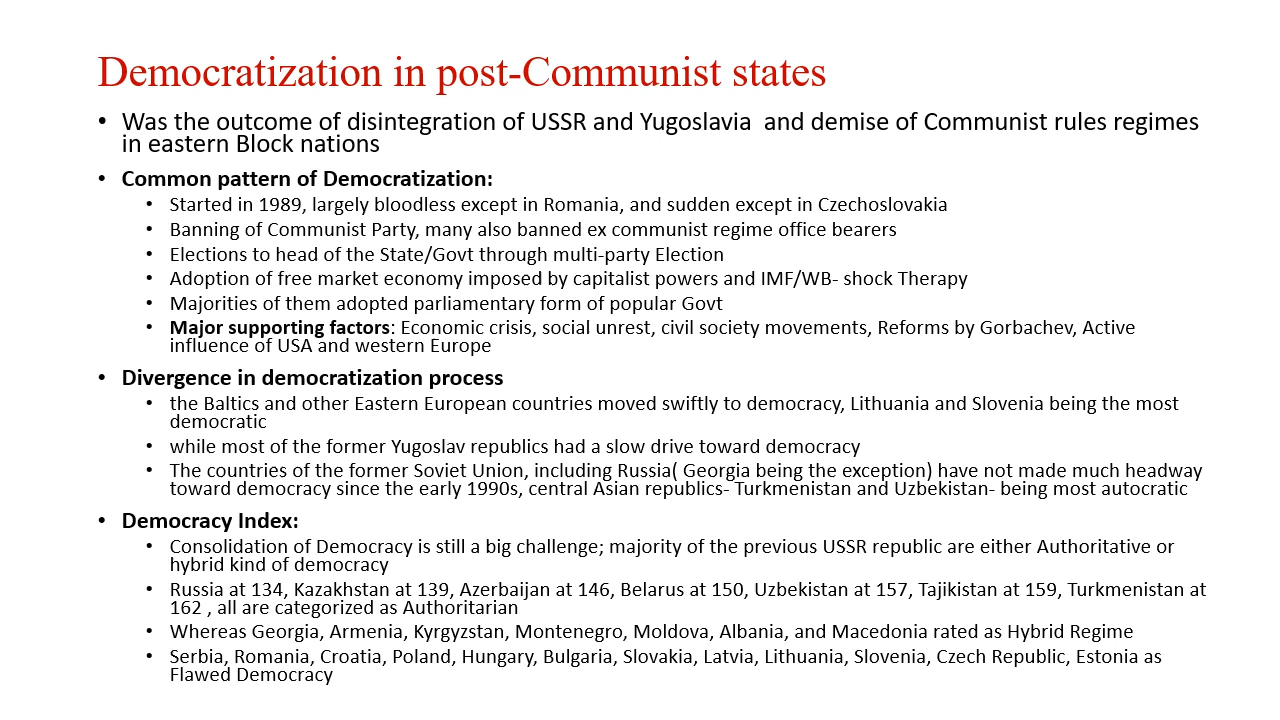 Democratization in post-Communist states
• Was the outcome of disintegration of USSR and Yugoslavia  and demise of Communist rules regimes
in eastern Block nations
• Common pattern of Democratization:
• Started in 1989, largely bloodless except in Romania, and sudden except in Czechoslovakia
• Banning of Communist Party, many also banned ex communist regime office bearers
• Elections to head of the State/Govt through multi-party Election
• Adoption of free market economy imposed by capitalist powers and IMF/WB- shock Therapy
• Majorities of them adopted parliamentary form of popular Govt
• Major supporting factors: Economic crisis, social unrest, civil society movements, Reforms by Gorbachev, Active
influence of USA and western Europe
• Divergence in democratization process
• the Baltics and other Eastern European countries moved swiftly to democracy, Lithuania and Slovenia being the most
democratic
• while most of the former Yugoslav republics had a slow drive toward democracy
• The countries of the former Soviet Union, including Russia( Georgia being the exception) have not made much headway
toward democracy since the early 1990s, central Asian republics- Turkmenistan and Uzbekistan- being most autocratic
• Democracy Index:
• Consolidation of Democracy is still a big challenge; majority of the previous USSR republic are either Authoritative or
hybrid kind of democracy
• Russia at 134, Kazakhstan at 139, Azerbaijan at 146, Belarus at 150, Uzbekistan at 157, Tajikistan at 159, Turkmenistan at
162 , all are categorized as Authoritarian
• Whereas Georgia, Armenia, Kyrgyzstan, Montenegro, Moldova, Albania, and Macedonia rated as Hybrid Regime
• Serbia, Romania, Croatia, Poland, Hungary, Bulgaria, Slovakia, Latvia, Lithuania, Slovenia, Czech Republic, Estonia as
Flawed Democracy